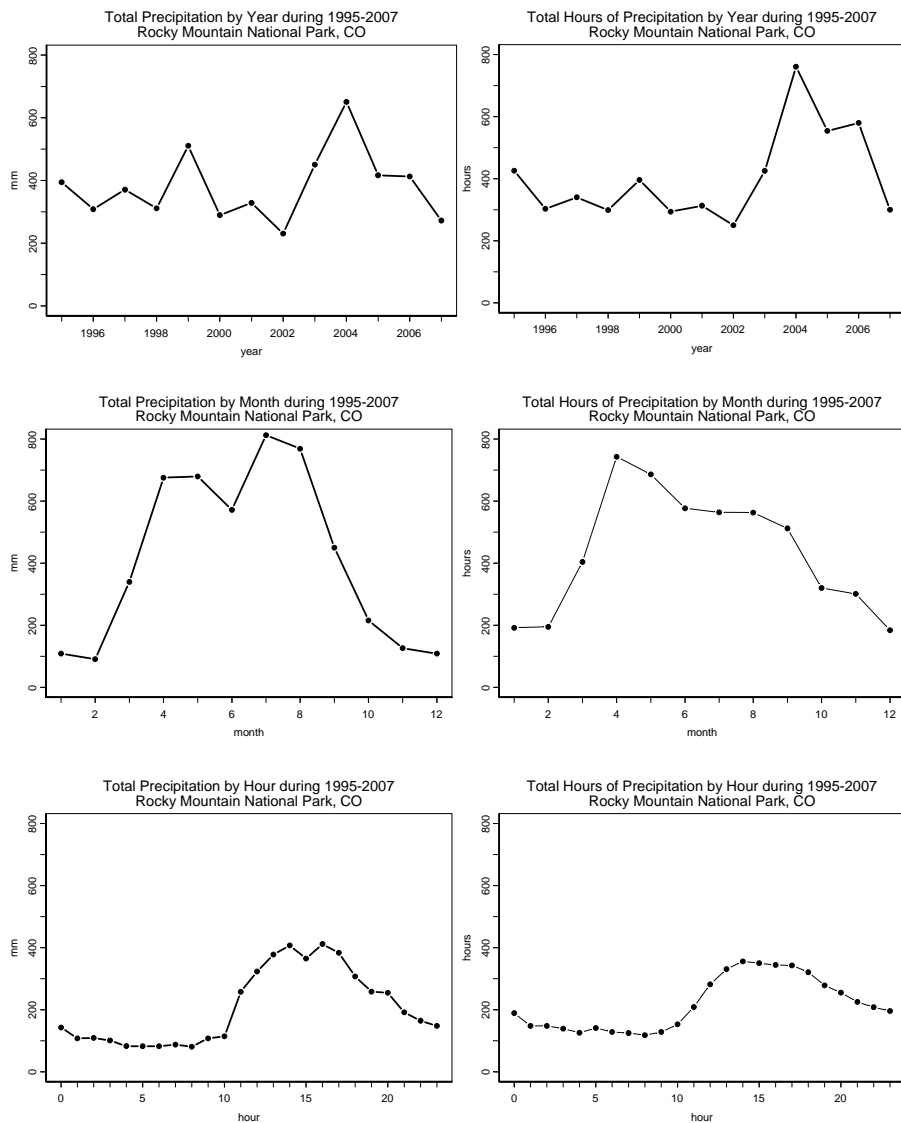 Total Precipitation by Year during 1995-2007
Rocky Mountain National Park, CO
mm
0 200 400 600 800
1996 1998 2000 2002 2004 2006
year
Total Hours of Precipitation by Year during 1995-2007
Rocky Mountain National Park, CO
hours
0 200 400 600 800
1996 1998 2000 2002 2004 2006
year
Total Precipitation by Month during 1995-2007
Rocky Mountain National Park, CO
mm
0 200 400 600 800
2 4 6 8 10 12
month
Total Hours of Precipitation by Month during 1995-2007
Rocky Mountain National Park, CO
hours
0 200 400 600 800
2 4 6 8 10 12
month
Total Precipitation by Hour during 1995-2007
Rocky Mountain National Park, CO
mm
0 200 400 600 800
0 5 10 15 20
hour
Total Hours of Precipitation by Hour during 1995-2007
Rocky Mountain National Park, CO
hours
0 200 400 600 800
0 5 10 15 20
hour